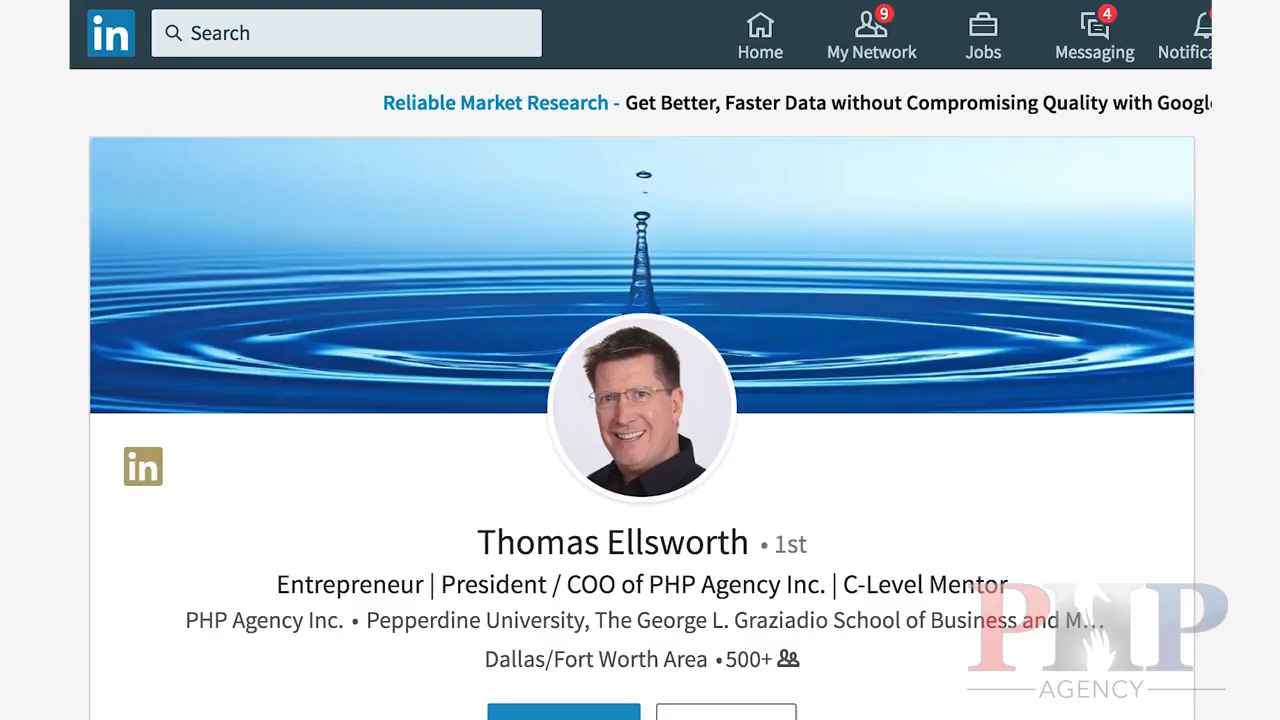 in
Search
Home
9
My Network
Jobs
4
Messaging
Notifica
Reliable Market Research - Get Better, Faster Data without Compromising Quality with Google
in
Thomas Ellsworth • 1st
Entrepreneur | President / COO of PHP Agency Inc. | C-Level Mentor
PHP Agency Inc. • Pepperdine University, The George L. Graziadio School of Business and M...
Dallas/Fort Worth Area • 500+
PHP
AGENCY